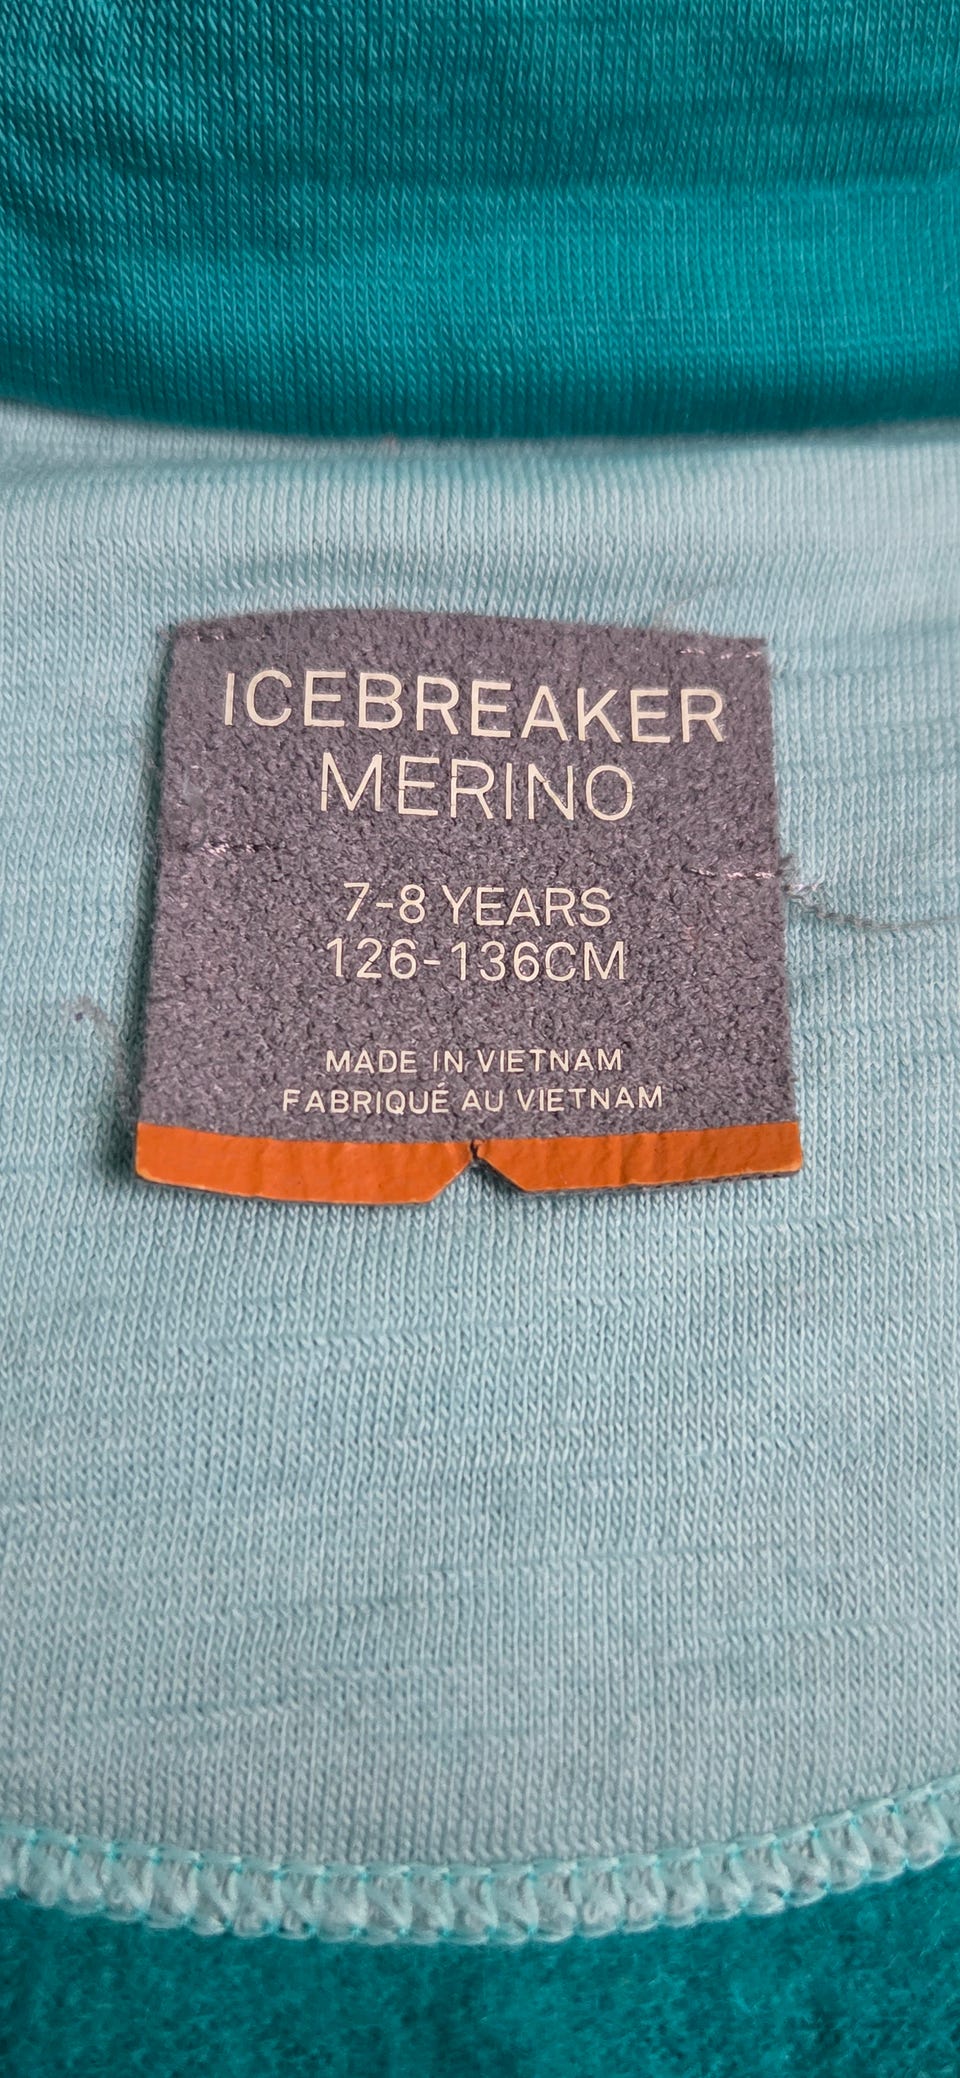 ICEBREAKER
MERINO
7-8 YEARS
126-136CM
MADE IN VIETNAM
FABRIQUÉ AU VIETNAM